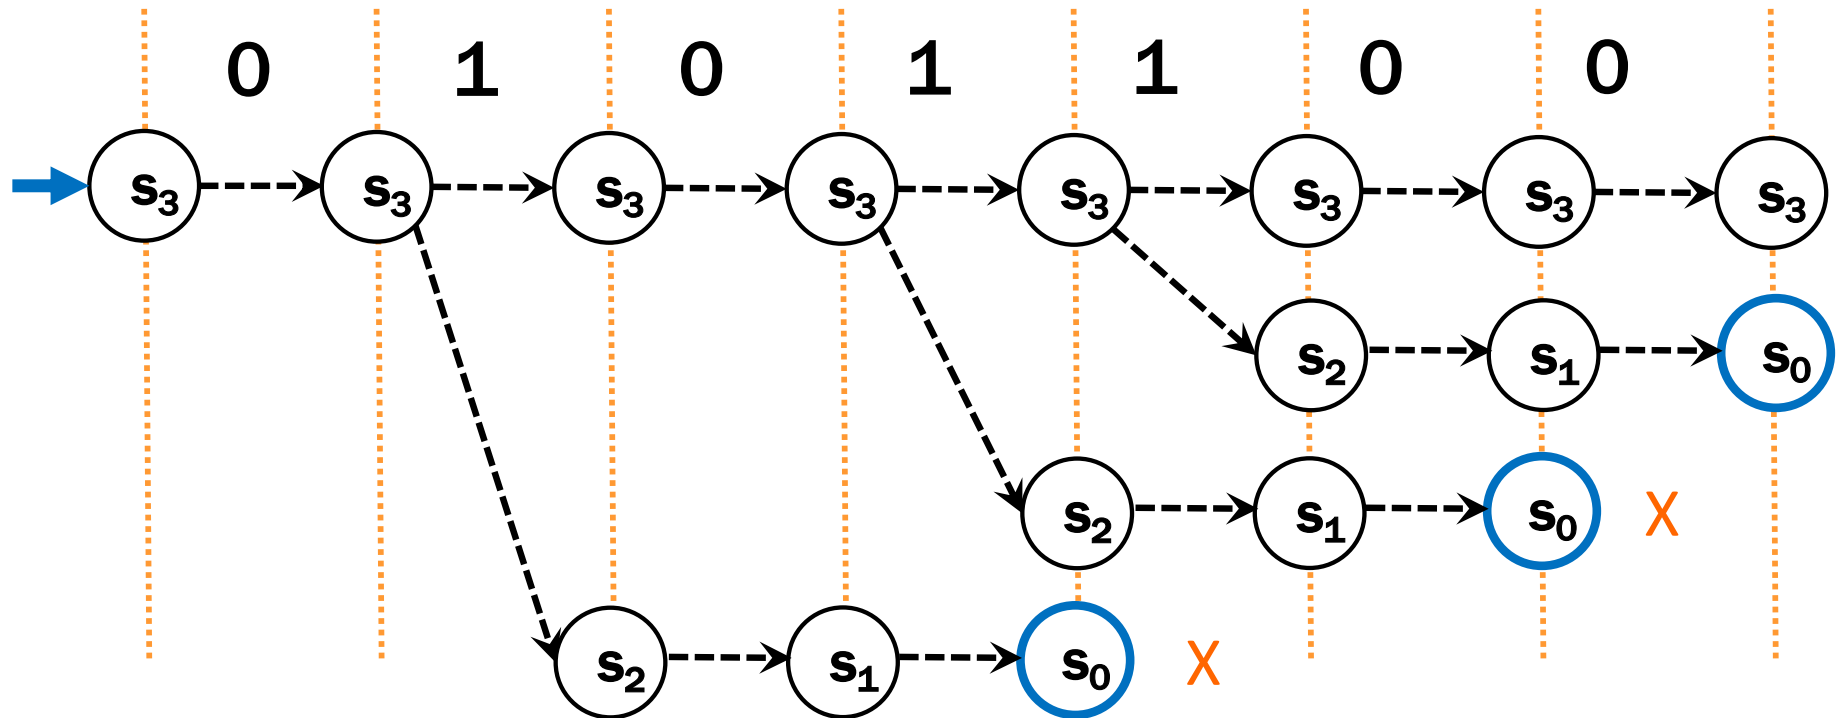 0 1 0 1 1 0 0
s₃ s₃ s₃ s₃ s₃ s₃ s₃ s₃
s₂ s₁ s₀
s₂ s₁ s₀ X
s₂ s₁ s₀ X